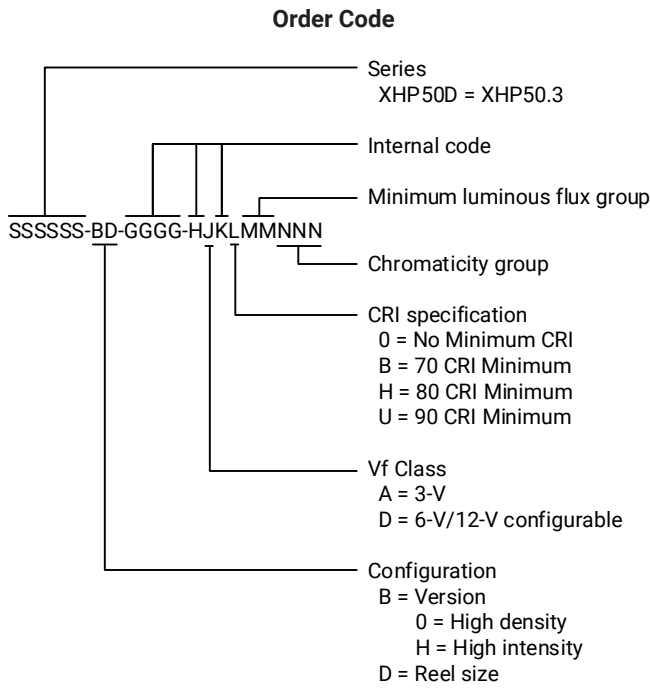 Order Code
Series
XHP50D = XHP50.3
Internal code
Minimum luminous flux group
SSSSSS-BD-GGGG-HJKLMMNNN
Chromaticity group
CRI specification
0 = No Minimum CRI
B = 70 CRI Minimum
H = 80 CRI Minimum
U = 90 CRI Minimum
Vf Class
A = 3-V
D = 6-V/12-V configurable
Configuration
B = Version
0 = High density
H = High intensity
D = Reel size